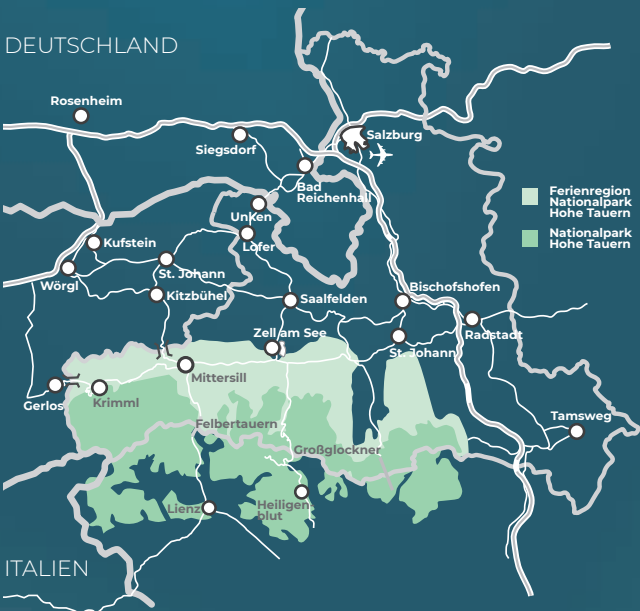 DEUTSCHLAND
Rosenheim
Siegsdorf
Salzburg
Bad
Reichenhall
Ferienregion
Nationalpark
Hohe Tauern
Nationalpark
Hohe Tauern
Unken
Lofer
Kufstein
St. Johann
Wörgl
Kitzbühel
Saalfelden
Bischofshofen
Zell am See
Radstadt
St. Johann
Mittersill
Gerlos
Krimml
Tamsweg
Felbertauern
Großglockner
Lienz
Heiligen
blut
ITALIEN